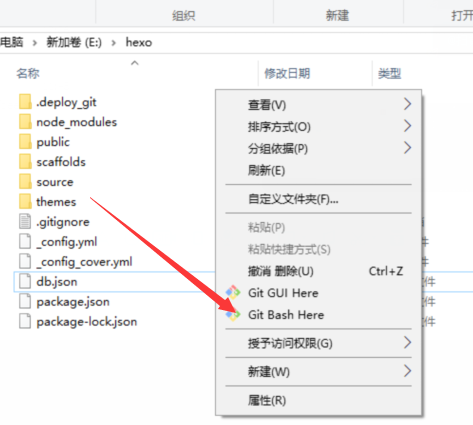 组织
新建
打开
电脑 > 新加卷 (E:) > hexo
名称
修改日期
类型
.deploy_git
node_modules
public
scaffolds
source
themes
.gitignore
_config.yml
_config_cover.yml
db.json
package.json
package-lock.json
查看(V)
排序方式(O)
分组依据(P)
刷新(E)
自定义文件夹(F)...
粘贴(P)
粘贴快捷方式(S)
撤消 删除(U) Ctrl+Z
Git GUI Here
Git Bash Here
授予访问权限(G)
新建(W)
属性(R)
件
件
件
件
件